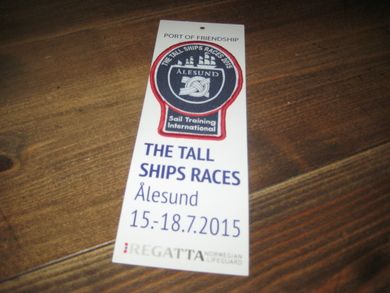 PORT OF FRIENDSHIP
THE TALL SHIPS RACES 2015
ÅLESUND
Sail Training
International
THE TALL
SHIPS RACES
Ålesund
15.-18.7.2015
REGATTA NORWEGIAN
LIFEGUARD